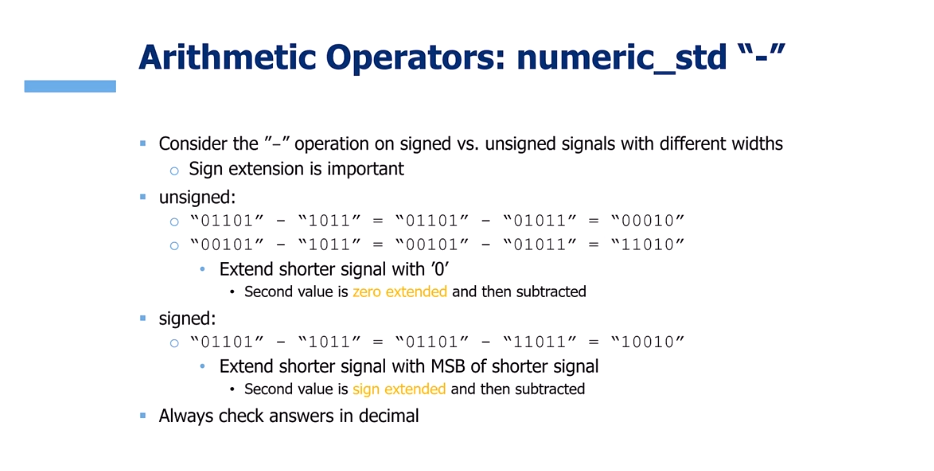 Arithmetic Operators: numeric_std “-”
▪ Consider the ”–” operation on signed vs. unsigned signals with different widths
o Sign extension is important
▪ unsigned:
o “01101” – “1011” = “01101” – “01011” = “00010”
o “00101” – “1011” = “00101” – “01011” = “11010”
• Extend shorter signal with ’0’
• Second value is zero extended and then subtracted
▪ signed:
o “01101” – “1011” = “01101” – “11011” = “10010”
• Extend shorter signal with MSB of shorter signal
• Second value is sign extended and then subtracted
▪ Always check answers in decimal